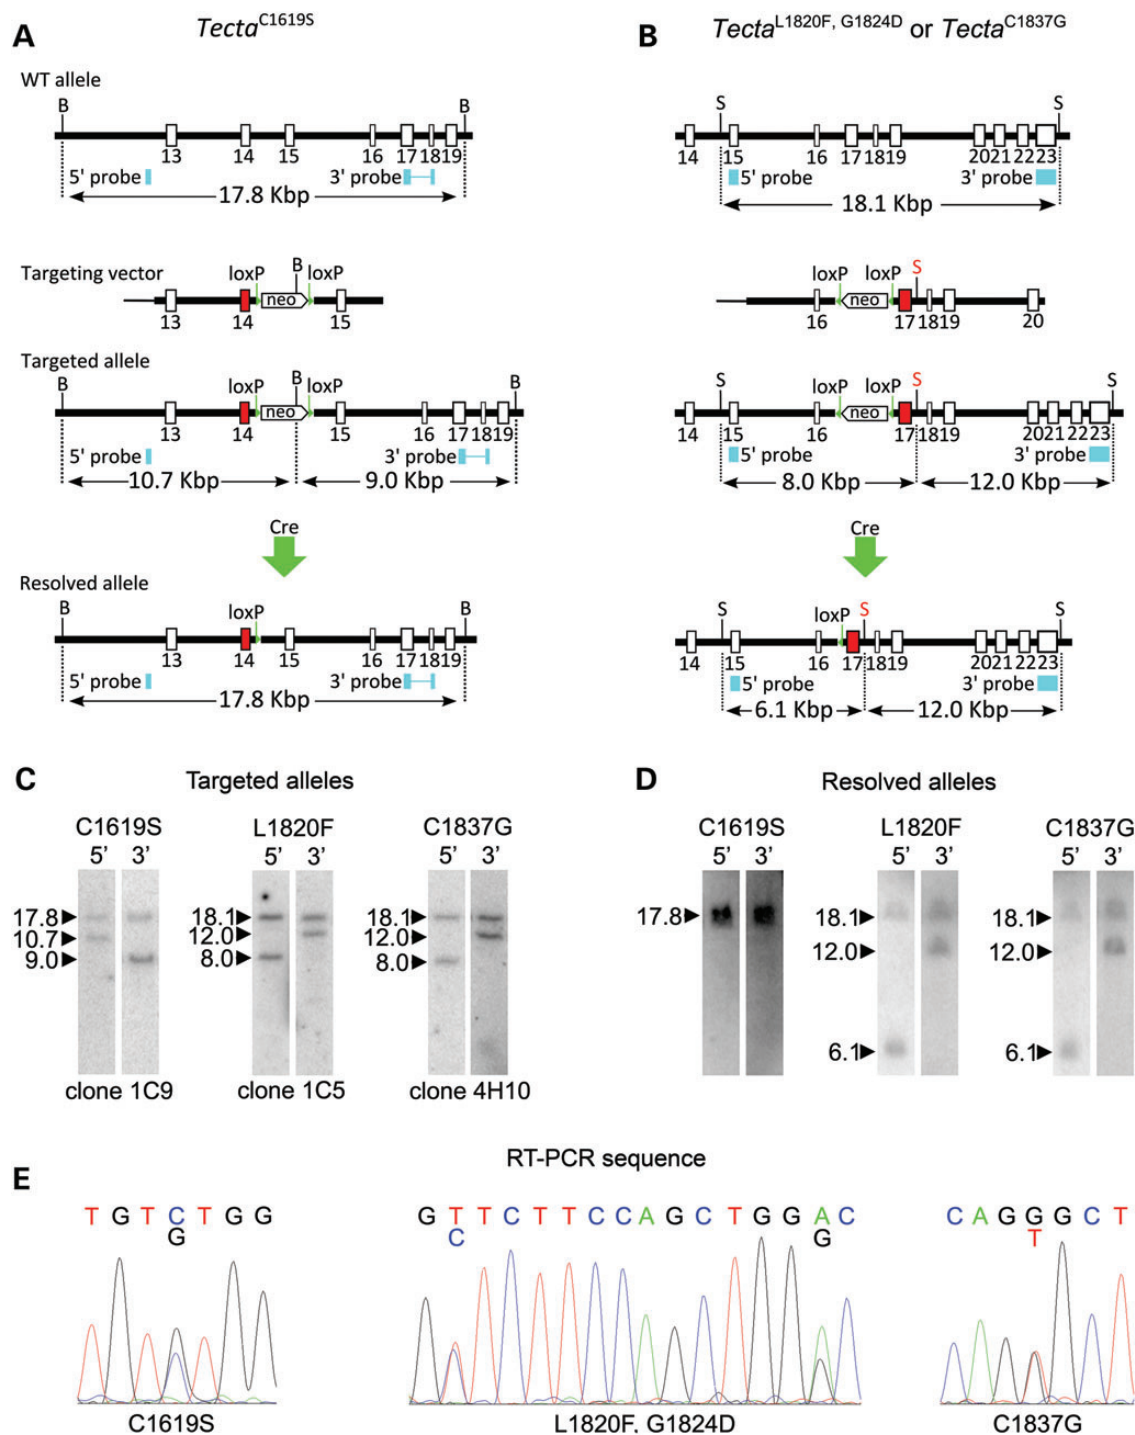 A
Tecta^C1619S
WT allele
B B
13 14 15 16 17 18 19
5' probe 3' probe
17.8 Kbp
Targeting vector
loxP B loxP
neo
13 14 15
Targeted allele
B loxP B loxP B
neo
13 14 15 16 17 18 19
5' probe 3' probe
10.7 Kbp 9.0 Kbp
Cre
Resolved allele
B loxP B
13 14 15 16 17 18 19
5' probe 3' probe
17.8 Kbp
B
Tecta^L1820F, G1824D or Tecta^C1837G
S S
14 15 16 17 18 19 20 21 22 23
5' probe 3' probe
18.1 Kbp
loxP loxP S
neo
16 17 18 19 20
S loxP loxP S S
neo
14 15 16 17 18 19 20 21 22 23
5' probe 3' probe
8.0 Kbp 12.0 Kbp
Cre
S loxP S S
14 15 16 17 18 19 20 21 22 23
5' probe 3' probe
6.1 Kbp 12.0 Kbp
C
Targeted alleles
C1619S L1820F C1837G
5' 3' 5' 3' 5' 3'
17.8 18.1 18.1
10.7 12.0 12.0
9.0 8.0 8.0
clone 1C9 clone 1C5 clone 4H10
D
Resolved alleles
C1619S L1820F C1837G
5' 3' 5' 3' 5' 3'
17.8 18.1 18.1
12.0 12.0
6.1 6.1
E
RT-PCR sequence
T G T C T G G G T T C T T C C A G C T G G A C C A G G G C T
G C G T
C1619S L1820F, G1824D C1837G